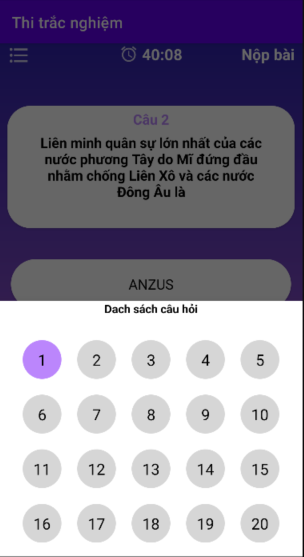 Thi trắc nghiệm
40:08 Nộp bài
Câu 2
Liên minh quân sự lớn nhất của các
nước phương Tây do Mĩ đứng đầu
nhằm chống Liên Xô và các nước
Đông Âu là
ANZUS
Dach sách câu hỏi
1 2 3 4 5
6 7 8 9 10
11 12 13 14 15
16 17 18 19 20